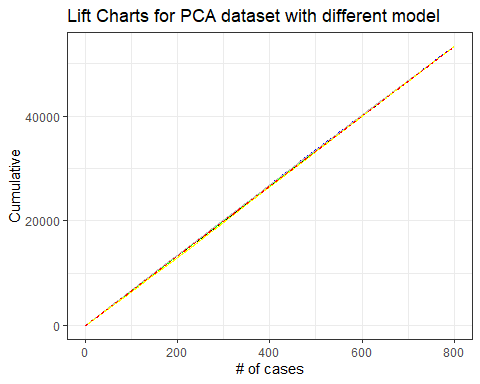 Lift Charts for PCA dataset with different model
40000
20000
0
Cumulative
0 200 400 600 800
# of cases